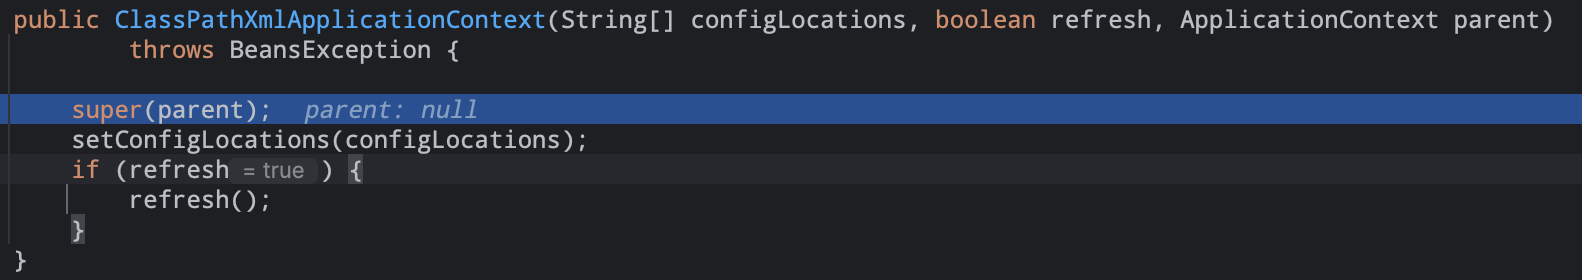 public ClassPathXmlApplicationContext(String[] configLocations, boolean refresh, ApplicationContext parent)
throws BeansException {
super(parent); parent: null
setConfigLocations(configLocations);
if (refresh = true ) {
refresh();
}
}